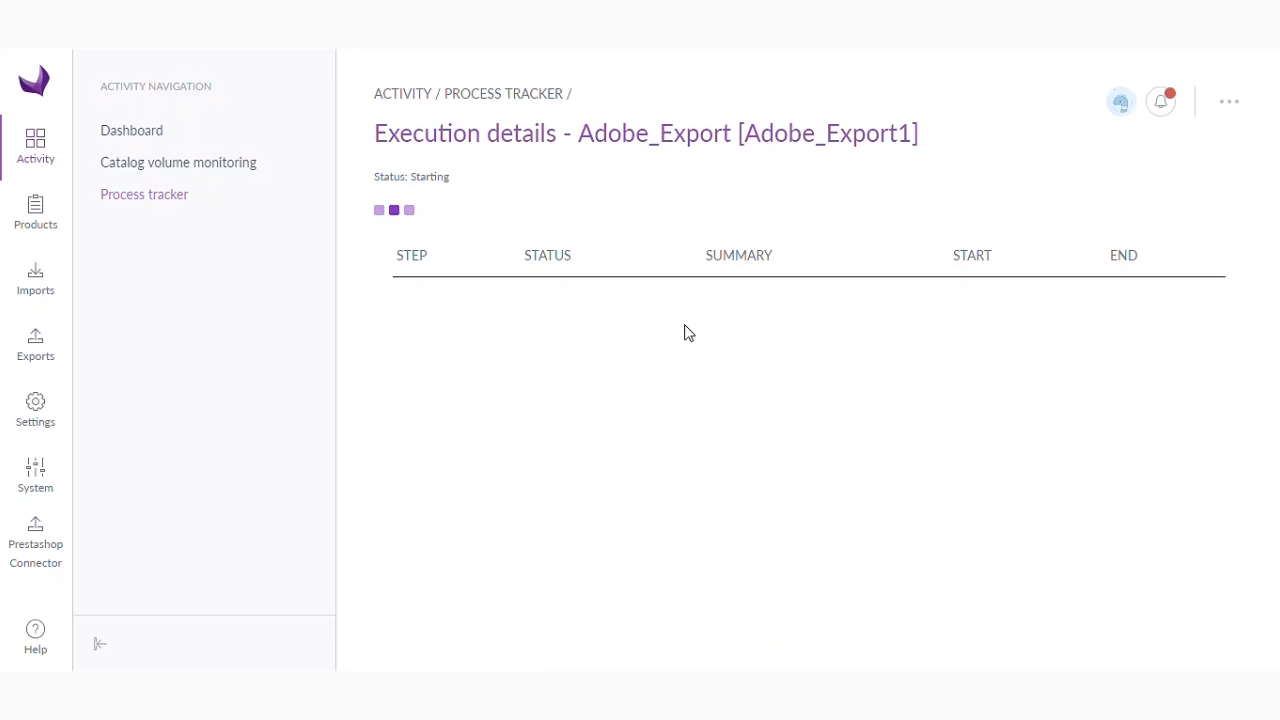 Activity
Products
Imports
Exports
Settings
System
Prestashop
Connector
Help
ACTIVITY NAVIGATION
Dashboard
Catalog volume monitoring
Process tracker
ACTIVITY / PROCESS TRACKER /
Execution details - Adobe_Export [Adobe_Export1]
Status: Starting
STEP STATUS SUMMARY START END